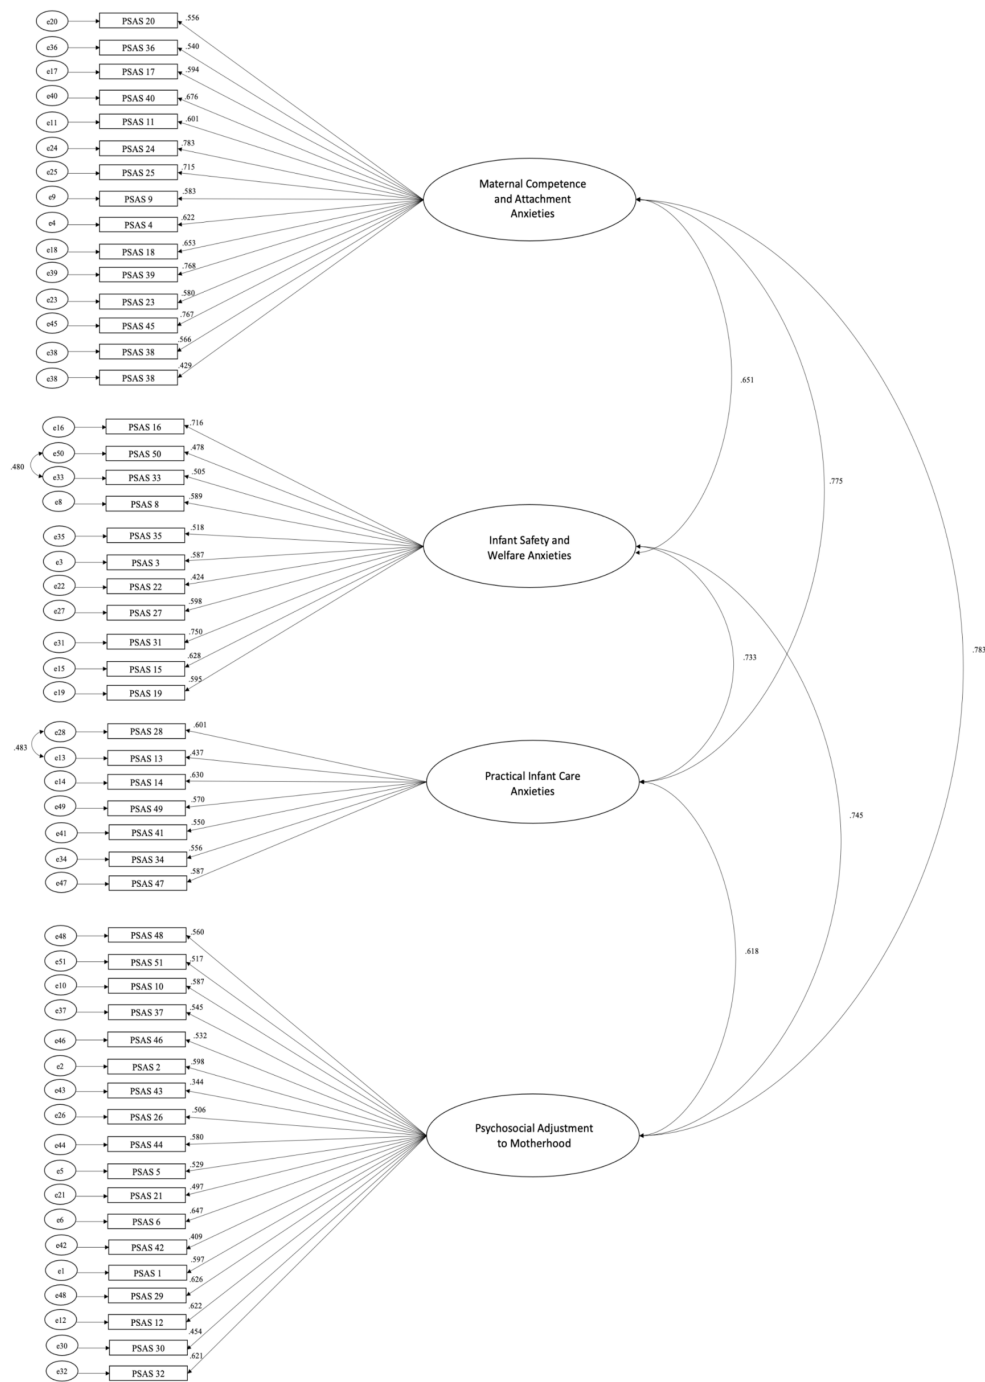 e20 PSAS 20 .556
e36 PSAS 36 .540
e17 PSAS 17 .594
e40 PSAS 40 .676
e11 PSAS 11 .601
e24 PSAS 24 .783
e25 PSAS 25 .715
e9 PSAS 9 .583
e4 PSAS 4 .622
e18 PSAS 18 .653
e39 PSAS 39 .768
e23 PSAS 23 .580
e45 PSAS 45 .767
e38 PSAS 38 .566
e38 PSAS 38 .429
Maternal Competence
and Attachment
Anxieties
.651
.775
.783
e16 PSAS 16 .716
e50 PSAS 50 .478
.480
e33 PSAS 33 .505
e8 PSAS 8 .589
e35 PSAS 35 .518
e3 PSAS 3 .587
e22 PSAS 22 .424
e27 PSAS 27 .598
e31 PSAS 31 .750
e15 PSAS 15 .628
e19 PSAS 19 .595
Infant Safety and
Welfare Anxieties
.733
.745
e28 PSAS 28 .601
.483
e13 PSAS 13 .437
e14 PSAS 14 .630
e49 PSAS 49 .570
e41 PSAS 41 .550
e34 PSAS 34 .556
e47 PSAS 47 .587
Practical Infant Care
Anxieties
.618
e48 PSAS 48 .560
e51 PSAS 51 .517
e10 PSAS 10 .587
e37 PSAS 37 .545
e46 PSAS 46 .532
e2 PSAS 2 .598
e43 PSAS 43 .344
e26 PSAS 26 .506
e44 PSAS 44 .580
e5 PSAS 5 .529
e21 PSAS 21 .497
e6 PSAS 6 .647
e42 PSAS 42 .409
e1 PSAS 1 .597
e48 PSAS 29 .626
e12 PSAS 12 .622
e30 PSAS 30 .454
e32 PSAS 32 .621
Psychosocial Adjustment
to Motherhood